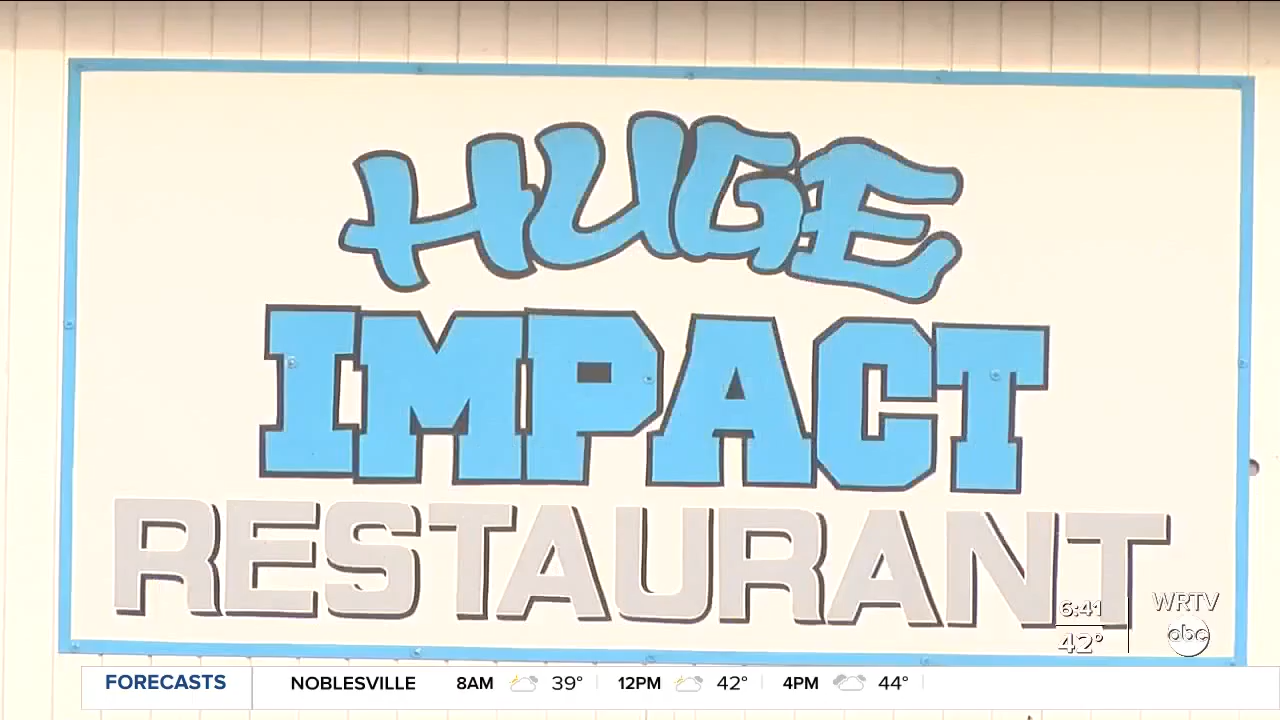 HUGE
IMPACT
RESTAURANT
6:41
42°
WRTV
abc
FORECASTS NOBLESVILLE 8AM 39° 12PM 42° 4PM 44°